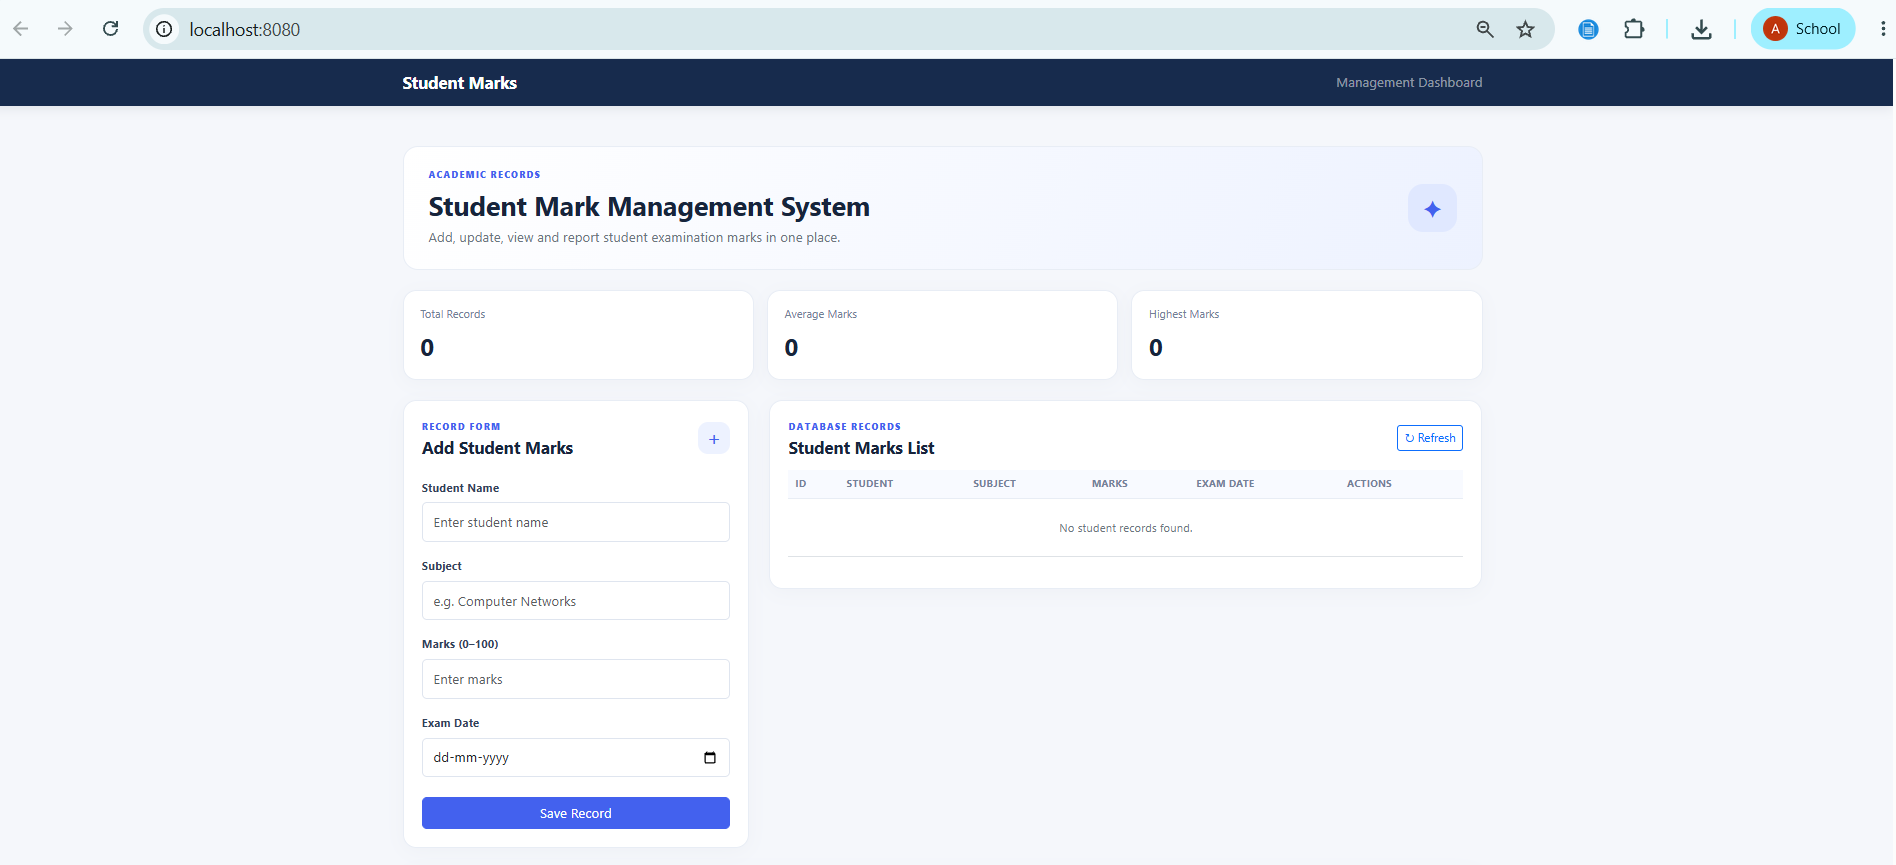 localhost:8080
A School
Student Marks
Management Dashboard
ACADEMIC RECORDS
Student Mark Management System
Add, update, view and report student examination marks in one place.
Total Records
0
Average Marks
0
Highest Marks
0
RECORD FORM
Add Student Marks
+
Student Name
Enter student name
Subject
e.g. Computer Networks
Marks (0–100)
Enter marks
Exam Date
dd-mm-yyyy
Save Record
DATABASE RECORDS
Student Marks List
↻ Refresh
ID STUDENT SUBJECT MARKS EXAM DATE ACTIONS
No student records found.